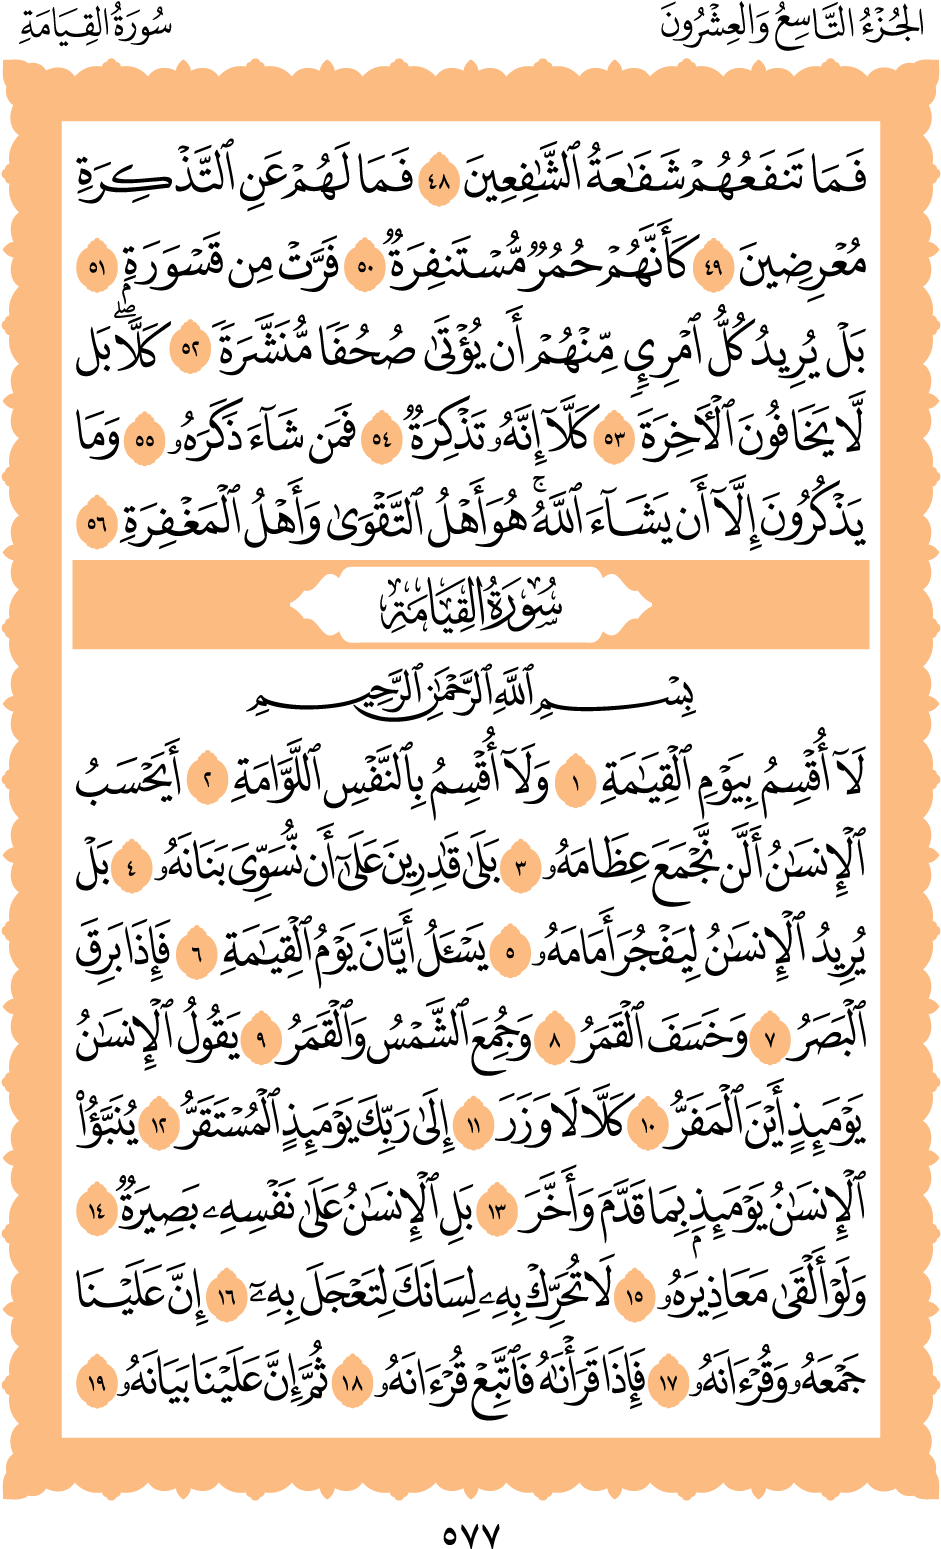 الجُزْءُ التَّاسِعُ وَالعِشْرُونَ
سُورَةُ القِيَامَةِ
فَمَا تَنفَعُهُمْ شَفَٰعَةُ ٱلشَّٰفِعِينَ ٤٨ فَمَا لَهُمْ عَنِ ٱلتَّذْكِرَةِ
مُعْرِضِينَ ٤٩ كَأَنَّهُمْ حُمُرٌ مُّسْتَنفِرَةٌ ٥٠ فَرَّتْ مِن قَسْوَرَةٍۭ ٥١
بَلْ يُرِيدُ كُلُّ ٱمْرِئٍ مِّنْهُمْ أَن يُؤْتَىٰ صُحُفًا مُّنَشَّرَةً ٥٢ كَلَّاۖ بَل
لَّا يَخَافُونَ ٱلْأَخِرَةَ ٥٣ كَلَّآ إِنَّهُۥ تَذْكِرَةٌ ٥٤ فَمَن شَآءَ ذَكَرَهُۥ ٥٥ وَمَا
يَذْكُرُونَ إِلَّآ أَن يَشَآءَ ٱللَّهُۚ هُوَ أَهْلُ ٱلتَّقْوَىٰ وَأَهْلُ ٱلْمَغْفِرَةِ ٥٦
سُورَةُ القِيَامَةِ
بِسْمِ ٱللَّهِ ٱلرَّحْمَٰنِ ٱلرَّحِيمِ
لَآ أُقْسِمُ بِيَوْمِ ٱلْقِيَٰمَةِ ١ وَلَآ أُقْسِمُ بِٱلنَّفْسِ ٱللَّوَّامَةِ ٢ أَيَحْسَبُ
ٱلْإِنسَٰنُ أَلَّن نَّجْمَعَ عِظَامَهُۥ ٣ بَلَىٰ قَٰدِرِينَ عَلَىٰٓ أَن نُّسَوِّىَ بَنَانَهُۥ ٤ بَلْ
يُرِيدُ ٱلْإِنسَٰنُ لِيَفْجُرَ أَمَامَهُۥ ٥ يَسْـَٔلُ أَيَّانَ يَوْمُ ٱلْقِيَٰمَةِ ٦ فَإِذَا بَرِقَ
ٱلْبَصَرُ ٧ وَخَسَفَ ٱلْقَمَرُ ٨ وَجُمِعَ ٱلشَّمْسُ وَٱلْقَمَرُ ٩ يَقُولُ ٱلْإِنسَٰنُ
يَوْمَئِذٍ أَيْنَ ٱلْمَفَرُّ ١٠ كَلَّا لَا وَزَرَ ١١ إِلَىٰ رَبِّكَ يَوْمَئِذٍ ٱلْمُسْتَقَرُّ ١٢ يُنَبَّؤُا۟
ٱلْإِنسَٰنُ يَوْمَئِذٍۭ بِمَا قَدَّمَ وَأَخَّرَ ١٣ بَلِ ٱلْإِنسَٰنُ عَلَىٰ نَفْسِهِۦ بَصِيرَةٌ ١٤
وَلَوْ أَلْقَىٰ مَعَاذِيرَهُۥ ١٥ لَا تُحَرِّكْ بِهِۦ لِسَانَكَ لِتَعْجَلَ بِهِۦٓ ١٦ إِنَّ عَلَيْنَا
جَمْعَهُۥ وَقُرْءَانَهُۥ ١٧ فَإِذَا قَرَأْنَٰهُ فَٱتَّبِعْ قُرْءَانَهُۥ ١٨ ثُمَّ إِنَّ عَلَيْنَا بَيَانَهُۥ ١٩
٥٧٧